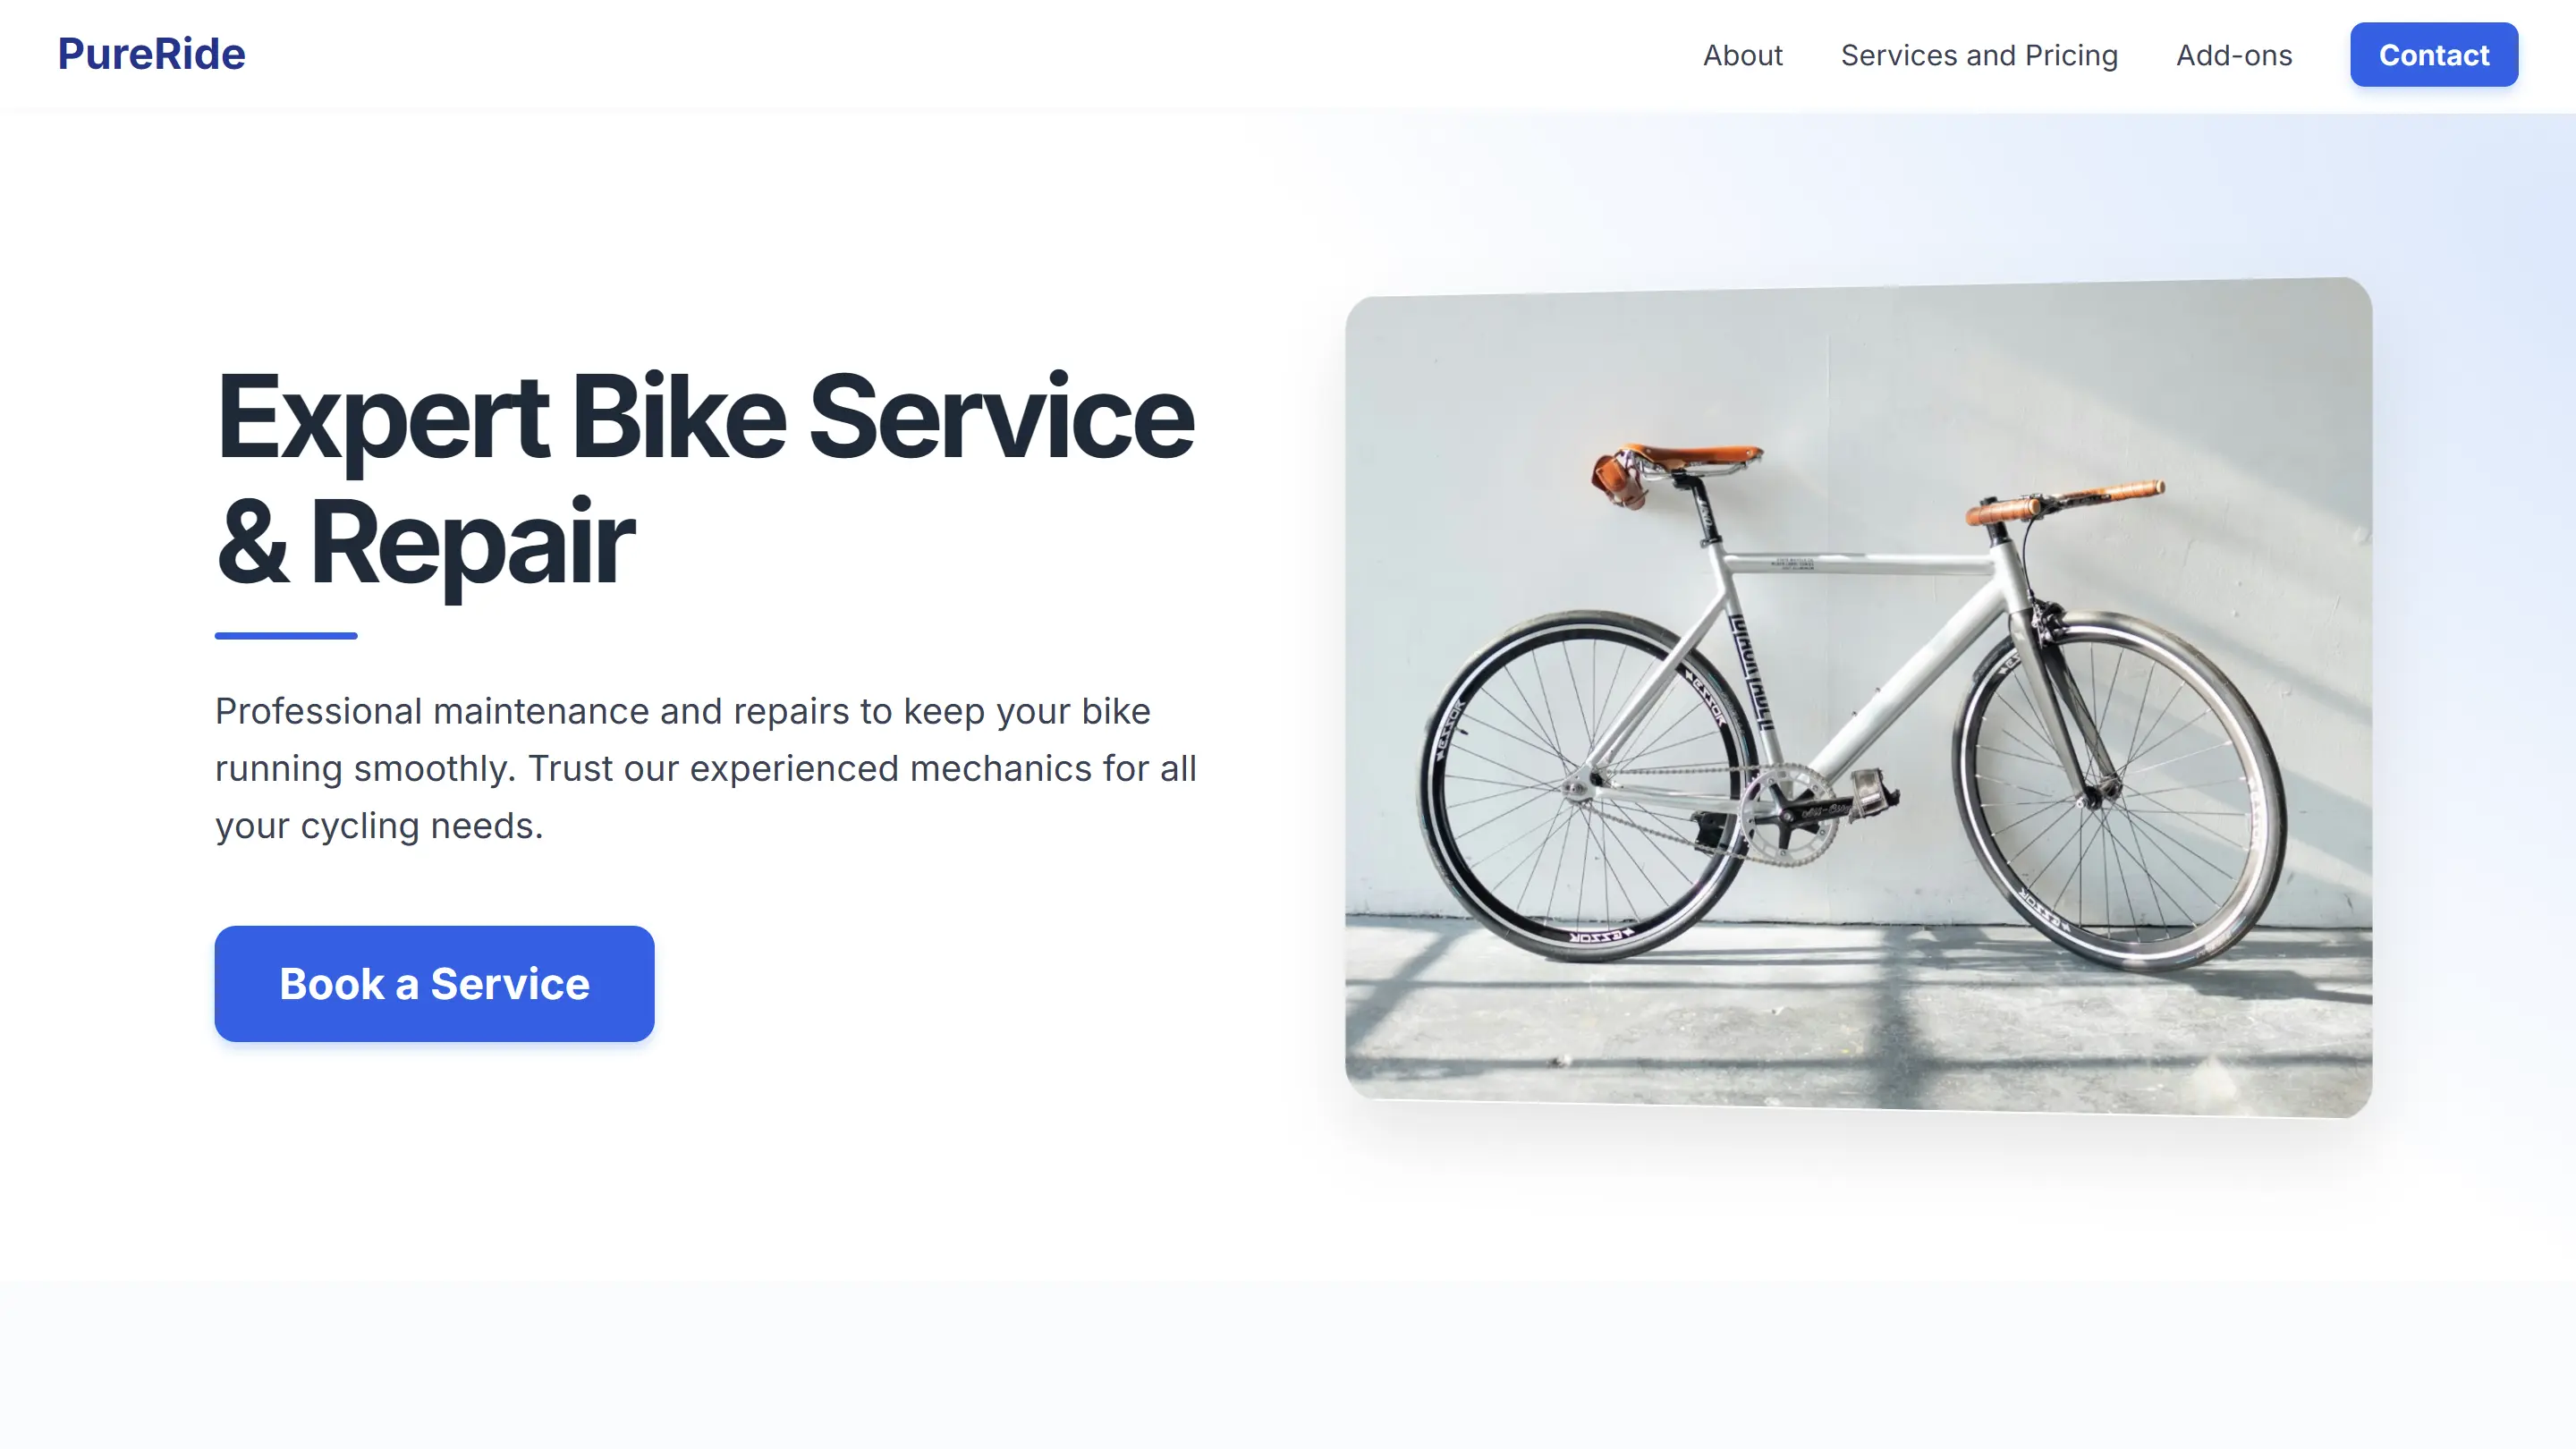 PureRide
About
Services and Pricing
Add-ons
Contact
Expert Bike Service
& Repair
Professional maintenance and repairs to keep your bike
running smoothly. Trust our experienced mechanics for all
your cycling needs.
Book a Service